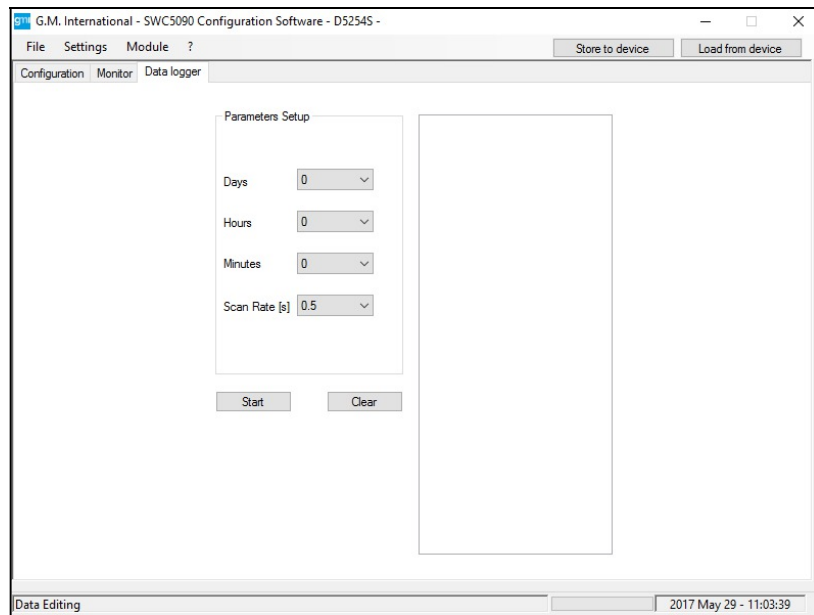 gm G.M. International - SWC5090 Configuration Software - D5254S -
File Settings Module ? Store to device Load from device
Configuration Monitor Data logger
Parameters Setup
Days 0
Hours 0
Minutes 0
Scan Rate [s] 0.5
Start Clear
Data Editing 2017 May 29 - 11:03:39